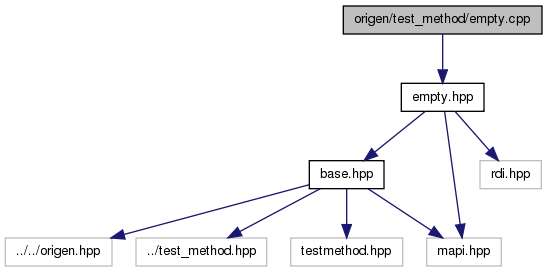 origen/test_method/empty.cpp
empty.hpp
base.hpp
rdi.hpp
../../origen.hpp
../test_method.hpp
testmethod.hpp
mapi.hpp